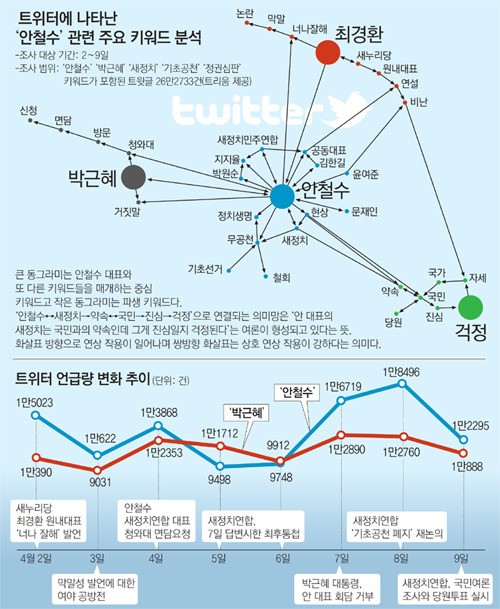 트위터에 나타난
'안철수' 관련 주요 키워드 분석
-조사 대상 기간: 2~9일
-조사 범위: '안철수' '박근혜' '새정치' '기초공천' '정권심판'
키워드가 포함된 트윗글 26만2733건(트리움 제공)
twitter
논란
막말
너나잘해
최경환
새누리당
원내대표
연설
비난
신청
면담
방문
청와대
박근혜
거짓말
새정치민주연합
지지율
박원순
공동대표
김한길
윤여준
안철수
정치생명
현상
문재인
무공천
새정치
기초선거
철회
국가
자세
약속
국민
당원
진심
걱정
큰 동그라미는 안철수 대표와
또 다른 키워드들을 매개하는 중심
키워드고 작은 동그라미는 파생 키워드다.
'안철수↔새정치→약속↔국민→진심→걱정'으로 연결되는 의미망은 '안 대표의
새정치는 국민과의 약속인데 그게 진심일지 걱정된다'는 여론이 형성되고 있다는 뜻.
화살표 방향으로 연상 작용이 일어나며 쌍방향 화살표는 상호 연상 작용이 강하다는 의미다.
트위터 언급량 변화 추이(단위: 건)
'박근혜'
'안철수'
1만5023
1만622
1만3868
9498
9748
1만6719
1만8496
1만2295
1만390
9031
1만2353
1만1712
9912
1만2890
1만2760
1만888
새누리당
최경환 원내대표
'너나 잘해' 발언
안철수
새정치연합 대표
청와대 면담요청
새정치연합,
7일 답변시한 최후통첩
새정치연합
'기초공천 폐지' 재논의
4월 2일
3일
4일
5일
6일
7일
8일
9일
막말성 발언에 대한
여야 공방전
박근혜 대통령,
안 대표 회담 거부
새정치연합, 국민여론
조사와 당원투표 실시